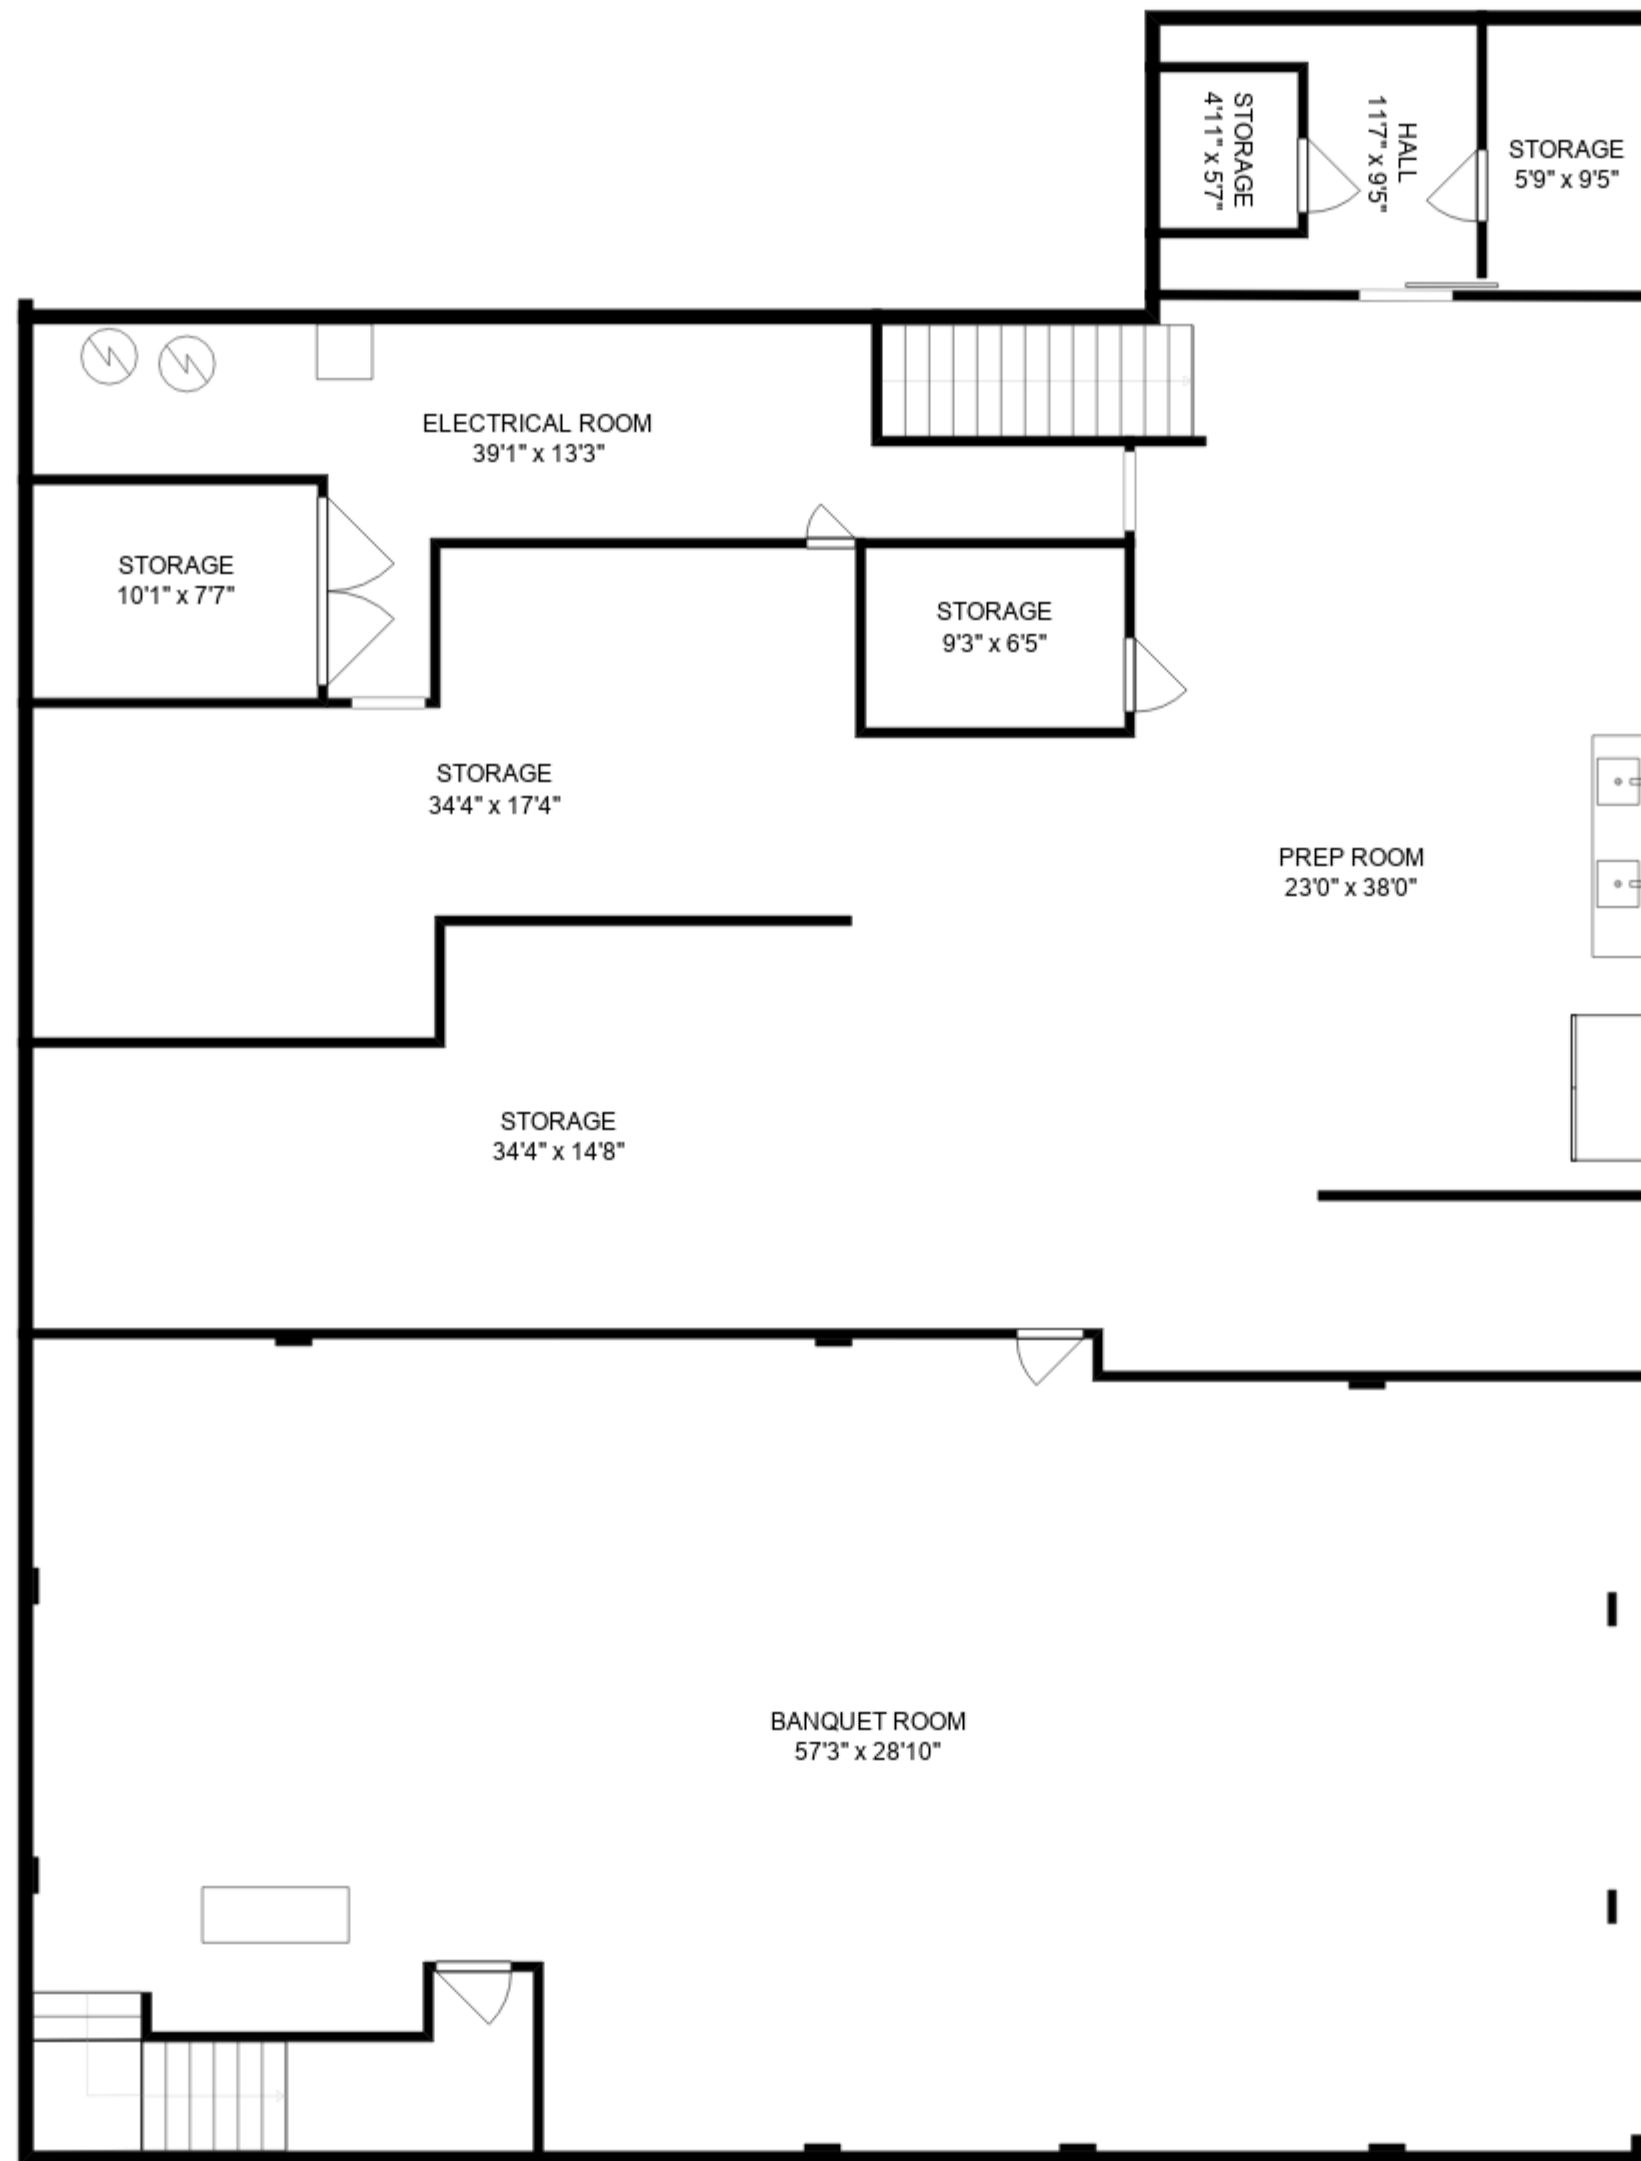 STORAGE
4'11" x 5'7"
HALL
11'7" x 9'5"
STORAGE
5'9" x 9'5"
ELECTRICAL ROOM
39'1" x 13'3"
STORAGE
10'1" x 7'7"
STORAGE
9'3" x 6'5"
STORAGE
34'4" x 17'4"
PREP ROOM
23'0" x 38'0"
STORAGE
34'4" x 14'8"
BANQUET ROOM
57'3" x 28'10"